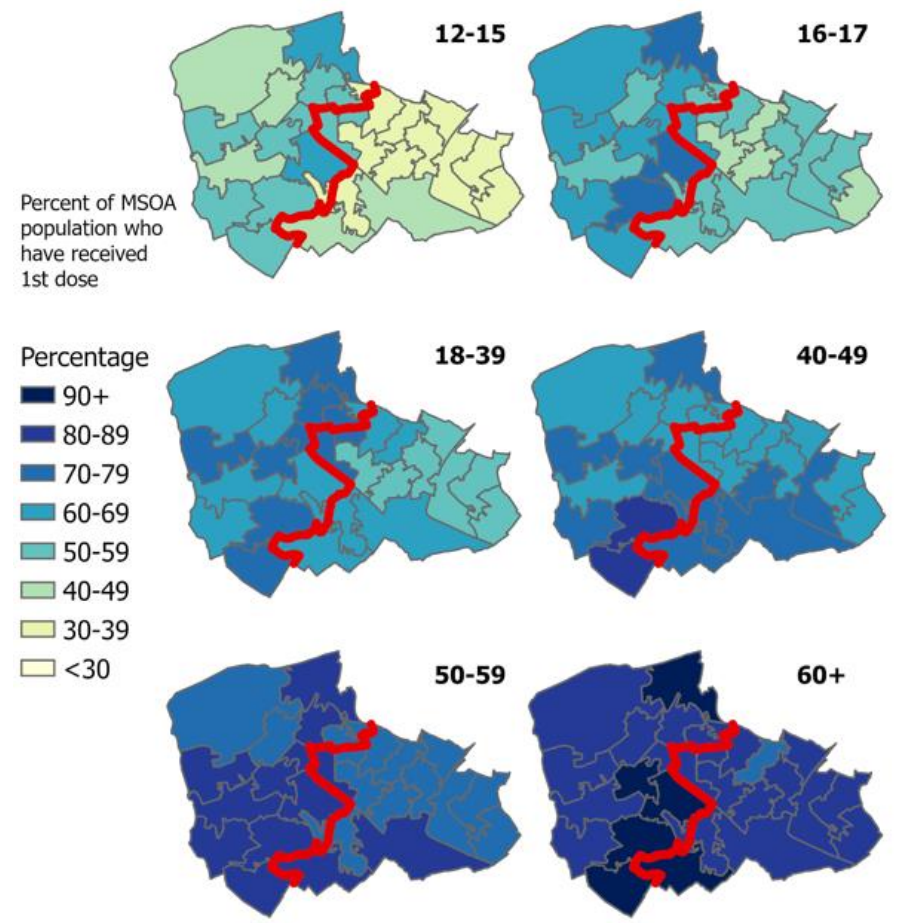 12-15
16-17
Percent of MSOA
population who
have received
1st dose
Percentage
90+
80-89
70-79
60-69
50-59
40-49
30-39
<30
18-39
40-49
50-59
60+